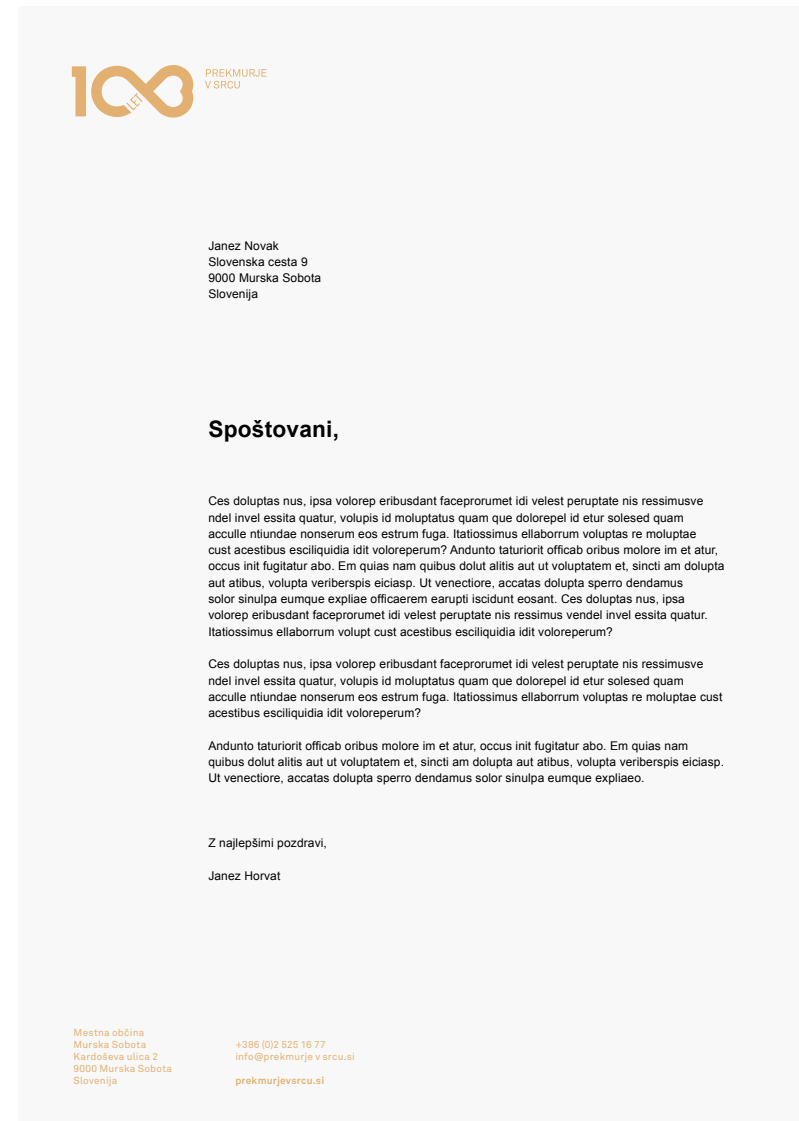 100
LET
PREKMURJE
V SRCU
Janez Novak
Slovenska cesta 9
9000 Murska Sobota
Slovenija
Spoštovani,
Ces doluptas nus, ipsa volorep eribusdant faceprorumet idi velest peruptate nis ressimusve
ndel invel essita quatur, volupis id moluptatus quam que dolorepel id etur solesed quam
acculle ntiundae nonserum eos estrum fuga. Itatiossimus ellaborrum voluptas re moluptae
cust acestibus esciliquidia idit voloreperum? Andunto taturiorit officab oribus molore im et atur,
occus init fugitatur abo. Em quias nam quibus dolut alitis aut ut voluptatem et, sincti am dolupta
aut atibus, volupta veriberspis eiciasp. Ut venectiore, accatas dolupta sperro dendamus
solor sinulpa eumque expliae officaerem earupti iscidunt eosant. Ces doluptas nus, ipsa
volorep eribusdant faceprorumet idi velest peruptate nis ressimus vendel invel essita quatur.
Itatiossimus ellaborrum volupt cust acestibus esciliquidia idit voloreperum?
Ces doluptas nus, ipsa volorep eribusdant faceprorumet idi velest peruptate nis ressimusve
ndel invel essita quatur, volupis id moluptatus quam que dolorepel id etur solesed quam
acculle ntiundae nonserum eos estrum fuga. Itatiossimus ellaborrum voluptas re moluptae cust
acestibus esciliquidia idit voloreperum?
Andunto taturiorit officab oribus molore im et atur, occus init fugitatur abo. Em quias nam
quibus dolut alitis aut ut voluptatem et, sincti am dolupta aut atibus, volupta veriberspis eiciasp.
Ut venectiore, accatas dolupta sperro dendamus solor sinulpa eumque expliaeo.
Z najlepšimi pozdravi,
Janez Horvat
Mestna občina
Murska Sobota
Kardoševa ulica 2
9000 Murska Sobota
Slovenija
+386 (0)2 525 16 77
info@prekmurje v srcu.si
prekmurjevsrcu.si